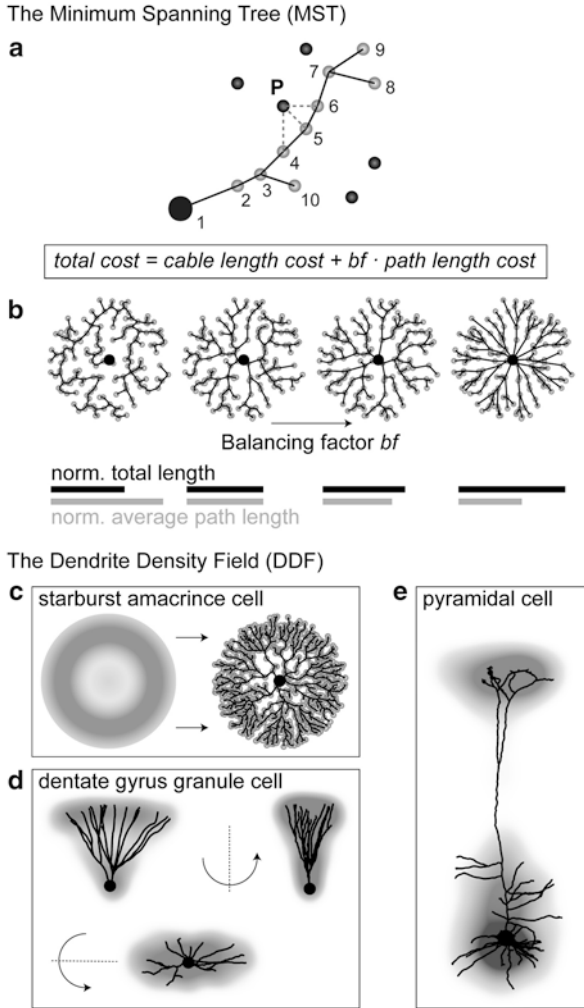 The Minimum Spanning Tree (MST)
a
9
7
8
P
6
5
4
3
2
10
1
total cost = cable length cost + bf · path length cost
b
Balancing factor bf
norm. total length
norm. average path length
The Dendrite Density Field (DDF)
c
starburst amacrince cell
e
pyramidal cell
d
dentate gyrus granule cell